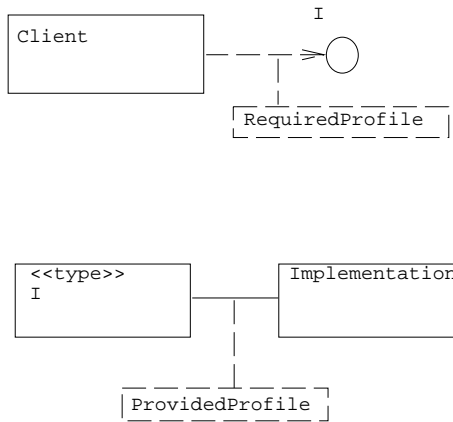 I
Client
RequiredProfile
<<type>>
I
Implementation
ProvidedProfile